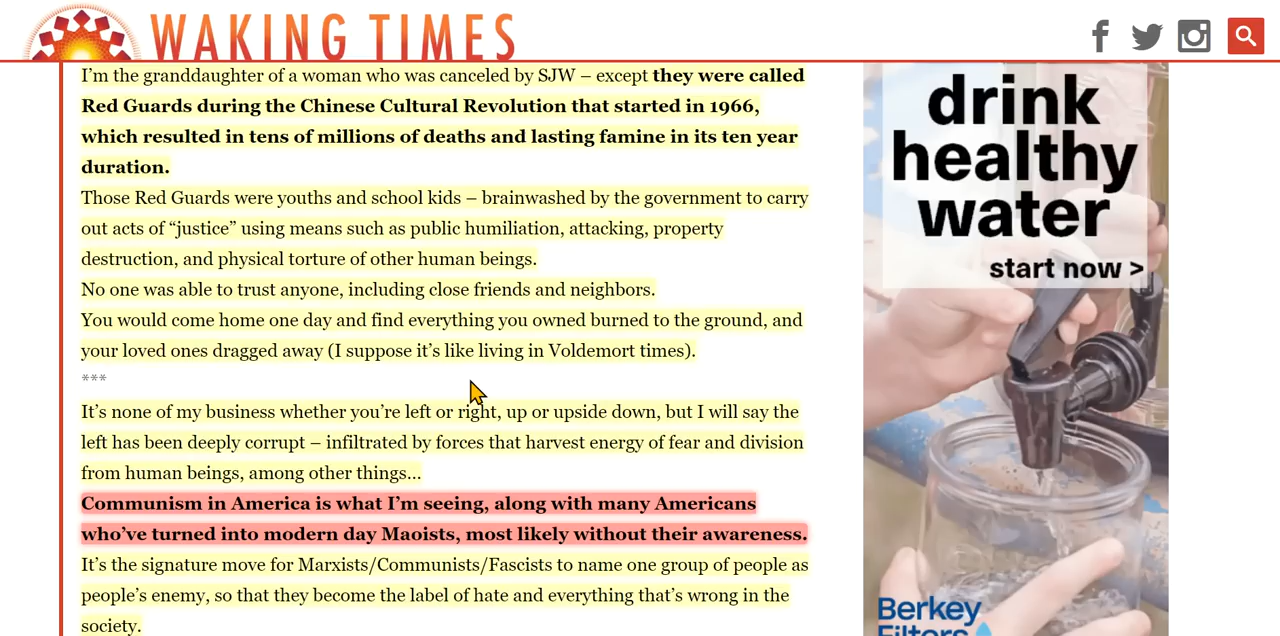 WAKING TIMES
I’m the granddaughter of a woman who was canceled by SJW – except they were called
Red Guards during the Chinese Cultural Revolution that started in 1966,
which resulted in tens of millions of deaths and lasting famine in its ten year
duration.
Those Red Guards were youths and school kids – brainwashed by the government to carry
out acts of “justice” using means such as public humiliation, attacking, property
destruction, and physical torture of other human beings.
No one was able to trust anyone, including close friends and neighbors.
You would come home one day and find everything you owned burned to the ground, and
your loved ones dragged away (I suppose it’s like living in Voldemort times).
***
It’s none of my business whether you’re left or right, up or upside down, but I will say the
left has been deeply corrupt – infiltrated by forces that harvest energy of fear and division
from human beings, among other things…
Communism in America is what I’m seeing, along with many Americans
who’ve turned into modern day Maoists, most likely without their awareness.
It’s the signature move for Marxists/Communists/Fascists to name one group of people as
people’s enemy, so that they become the label of hate and everything that’s wrong in the
society.
drink
healthy
water
start now >
Berkey
Filters